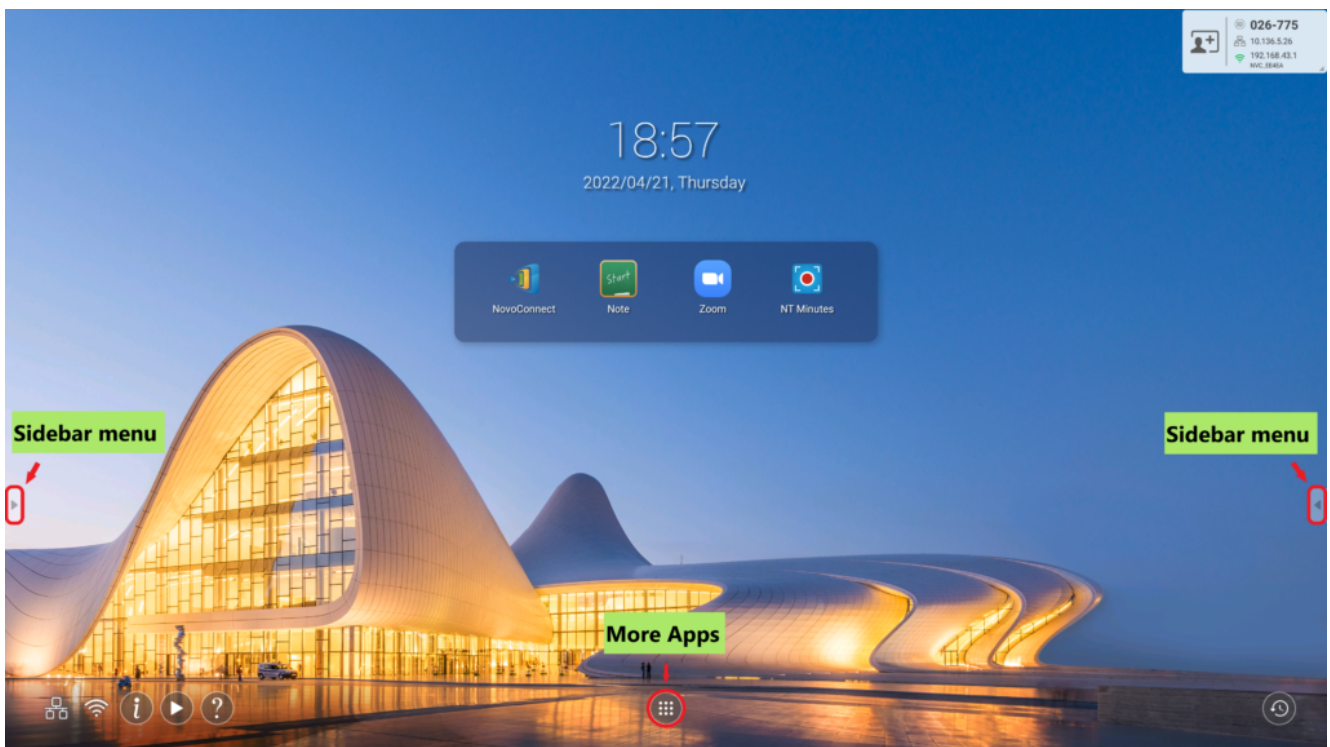 026-775
10.136.5.26
192.168.43.1
NVC_EE4EA
18:57
2022/04/21, Thursday
Start
NovoConnect
Note
Zoom
NT Minutes
Sidebar menu
Sidebar menu
More Apps
i
?